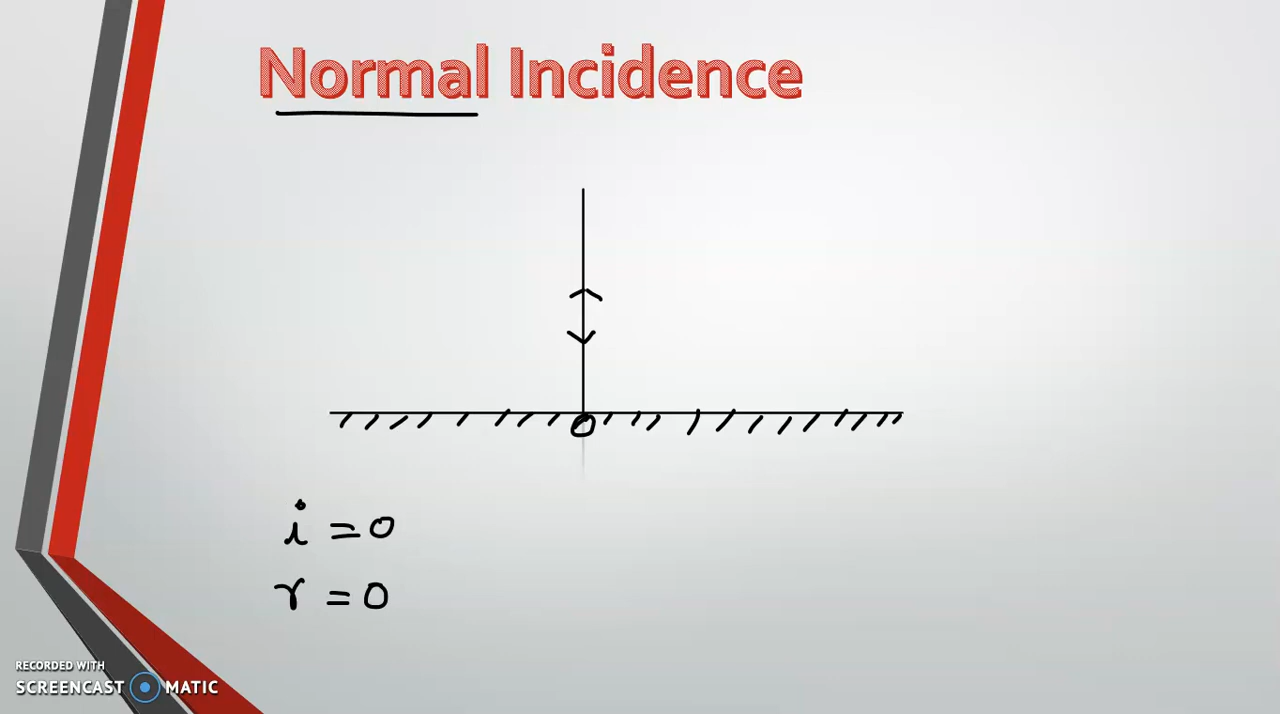 Normal Incidence
O
i = 0
r = 0
RECORDED WITH
SCREENCAST MATIC